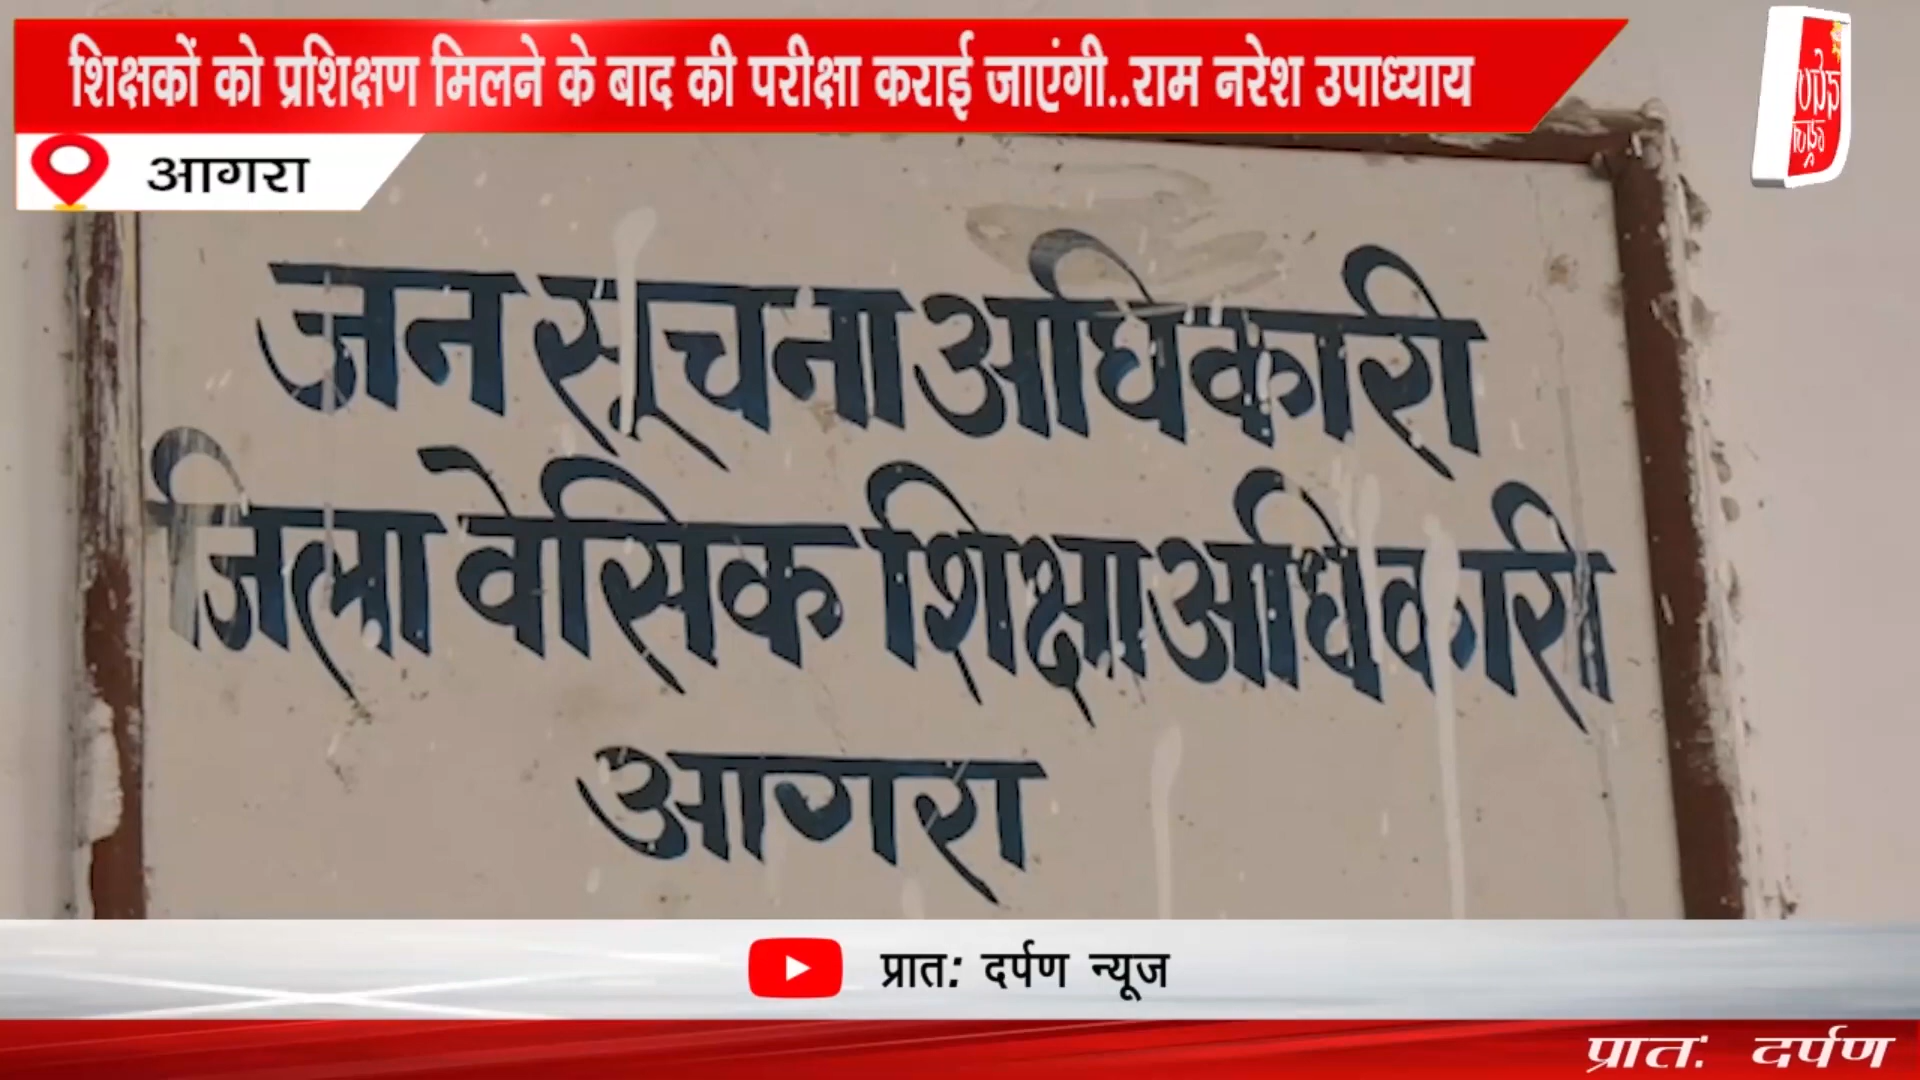 शिक्षकों को प्रशिक्षण मिलने के बाद की परीक्षा कराई जाएंगी..राम नरेश उपाध्याय
आगरा
जन सूचना अधिकारी
जिला वेसिक शिक्षा अधिकारी
आगरा
प्रात: दर्पण न्यूज
प्रात: दर्पण